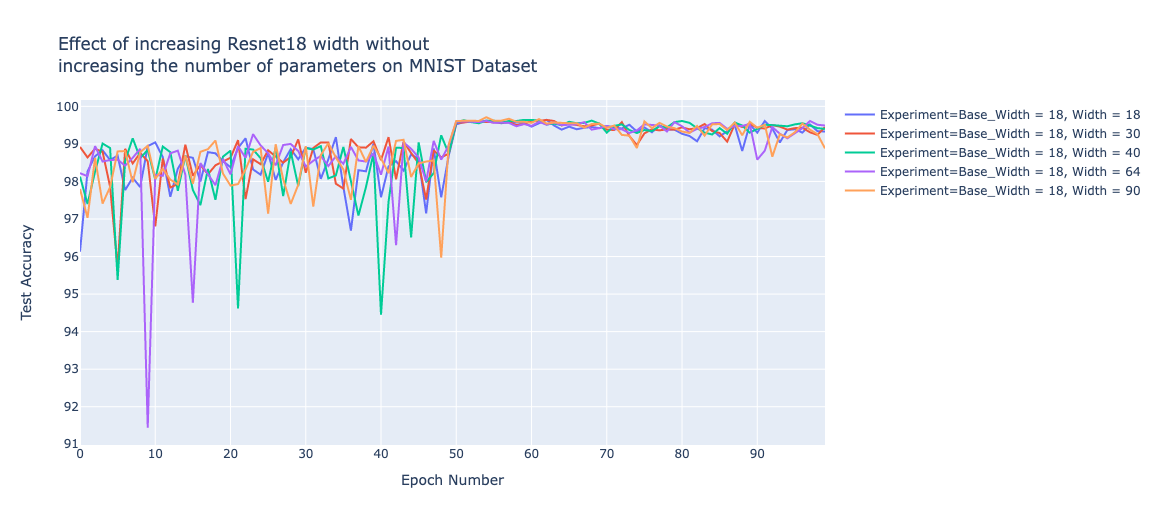 Effect of increasing Resnet18 width without
increasing the number of parameters on MNIST Dataset
100
99
98
97
96
95
94
93
92
91
0
10
20
30
40
50
60
70
80
90
Test Accuracy
Epoch Number
Experiment=Base_Width = 18, Width = 18
Experiment=Base_Width = 18, Width = 30
Experiment=Base_Width = 18, Width = 40
Experiment=Base_Width = 18, Width = 64
Experiment=Base_Width = 18, Width = 90